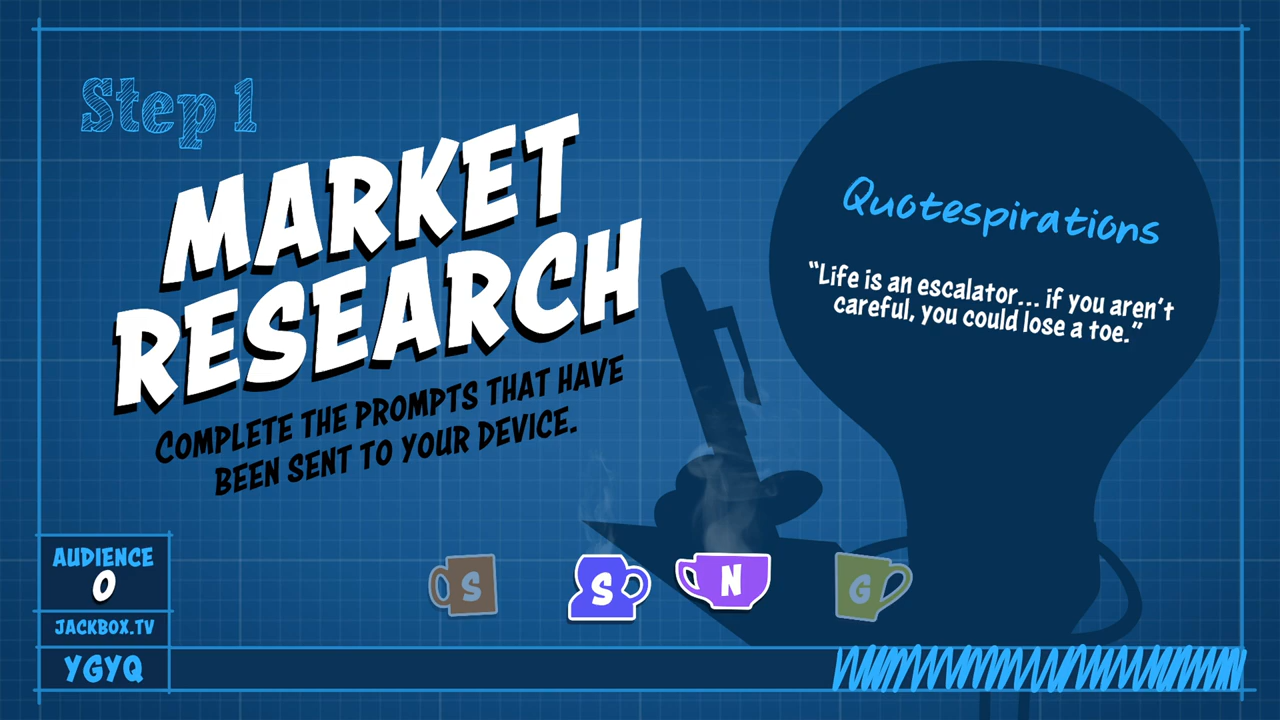 Step 1
MARKET
RESEARCH
COMPLETE THE PROMPTS THAT HAVE
BEEN SENT TO YOUR DEVICE.
Quotespirations
“Life is an escalator... if you aren’t
careful, you could lose a toe.”
S
S
N
G
AUDIENCE
0
JACKBOX.TV
YGYQ